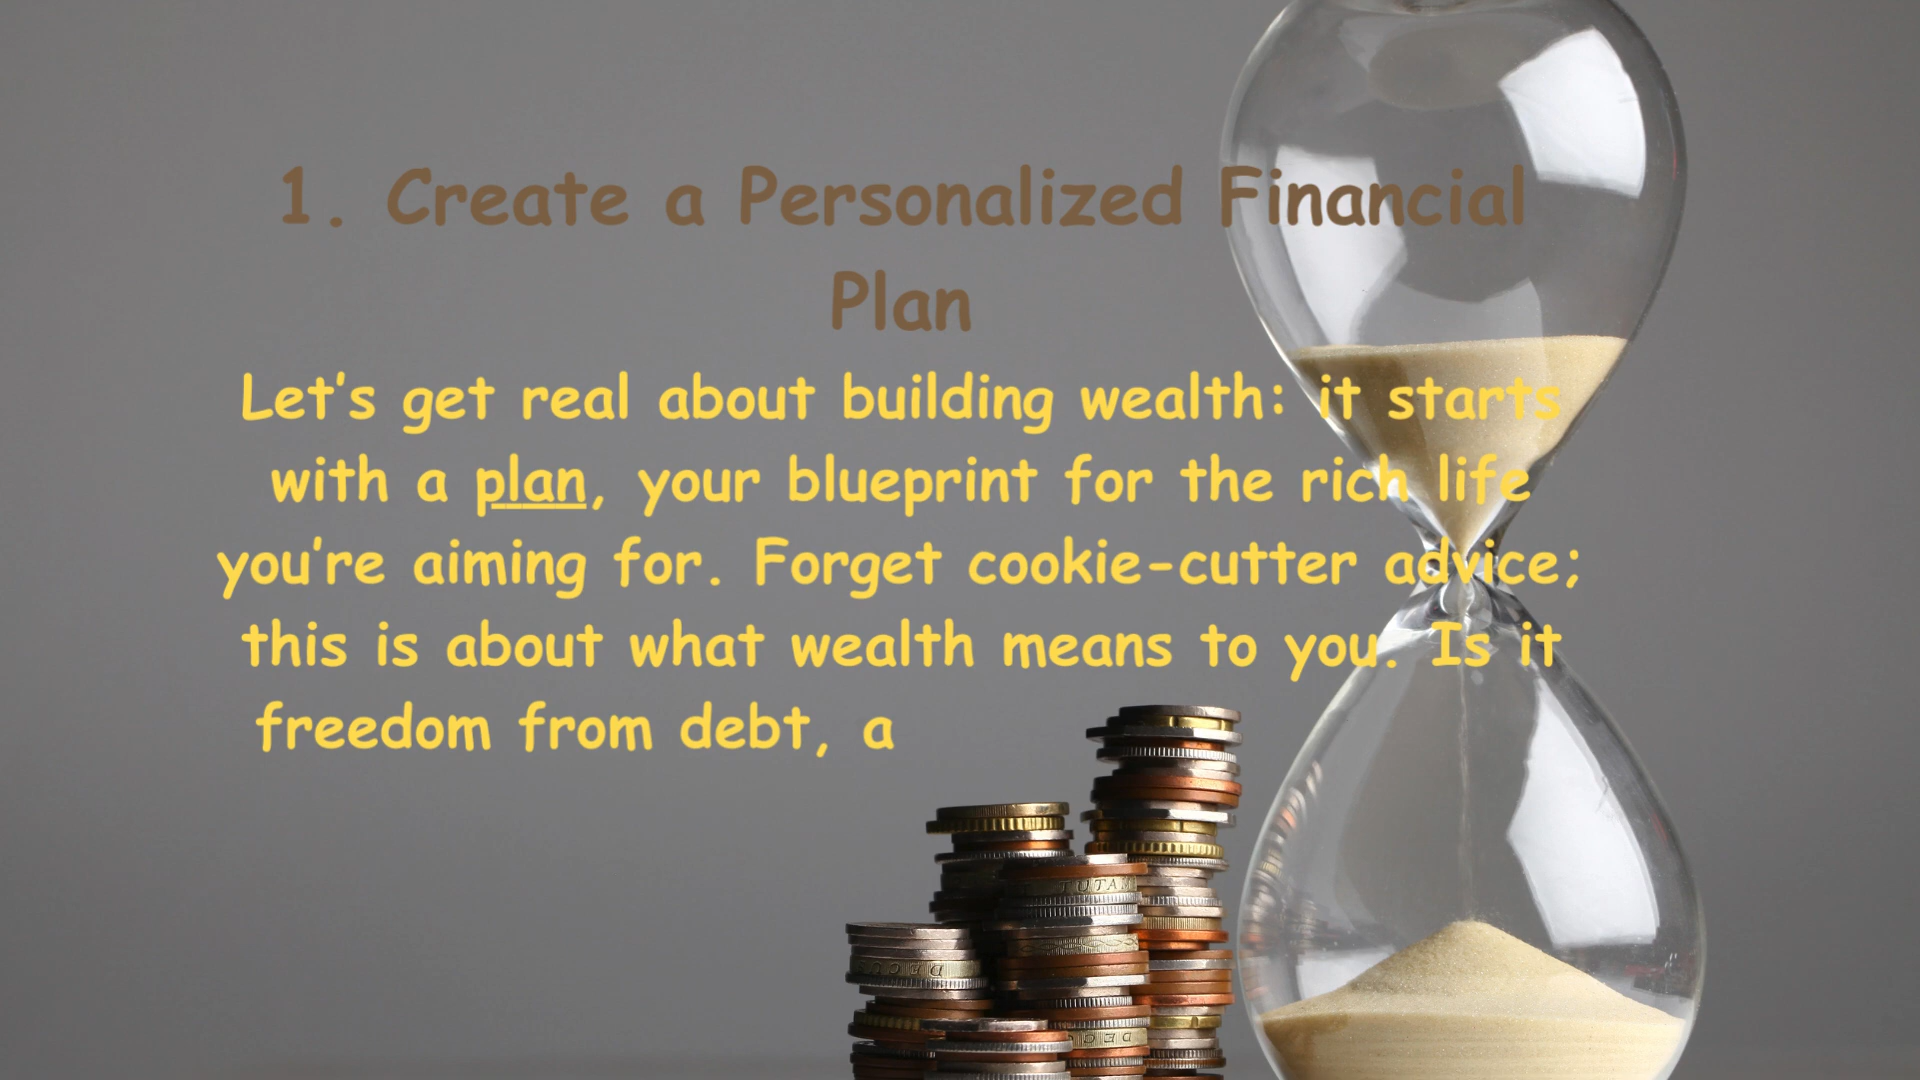 1. Create a Personalized Financial
Plan
Let's get real about building wealth: it starts
with a plan, your blueprint for the rich life
you're aiming for. Forget cookie-cutter advice;
this is about what wealth means to you. Is it
freedom from debt, a
TUTAM